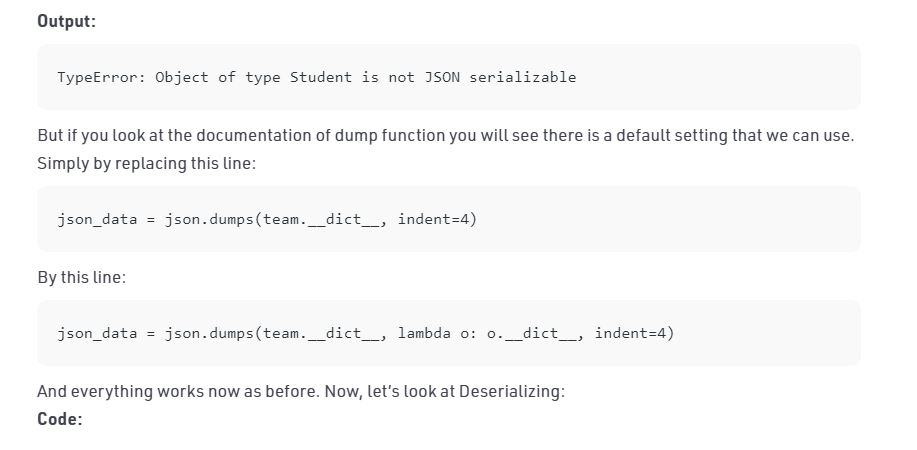 Output:
TypeError: Object of type Student is not JSON serializable
But if you look at the documentation of dump function you will see there is a default setting that we can use.
Simply by replacing this line:
json_data = json.dumps(team.__dict__, indent=4)
By this line:
json_data = json.dumps(team.__dict__, lambda o: o.__dict__, indent=4)
And everything works now as before. Now, let's look at Deserializing:
Code: